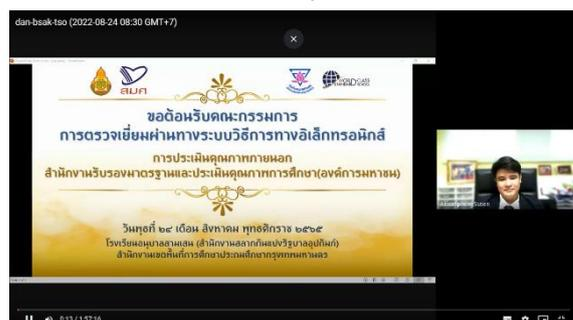 dan-bsak-tso (2022-08-24 08:30 GMT+7)
สมศ
WORLD CLASS
ขอต้อนรับคณะกรรมการ
การตรวจเยี่ยมผ่านทางระบบวิธีการทางอิเล็กทรอนิกส์
การประเมินคุณภาพภายนอก
สำนักงานรับรองมาตรฐานและประเมินคุณภาพการศึกษา(องค์การมหาชน)
วันพุธที่ ๒๔ เดือน สิงหาคม พุทธศักราช ๒๕๖๕
โรงเรียนอนุบาลสามเสน (สำนักงานสลากกินแบ่งรัฐบาลอุปถัมภ์)
สำนักงานเขตพื้นที่การศึกษาประถมศึกษากรุงเทพมหานคร
0:13 / 1:57:16